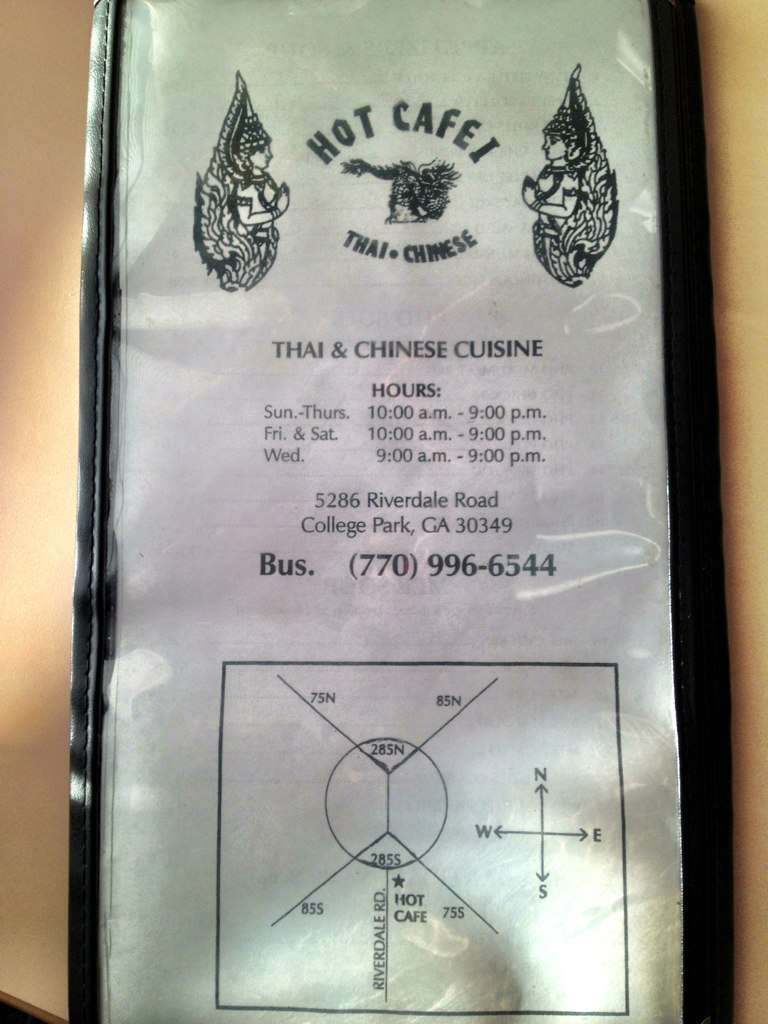 HOT CAFE I
THAI • CHINESE
THAI & CHINESE CUISINE
HOURS:
Sun.-Thurs. 10:00 a.m. - 9:00 p.m.
Fri. & Sat. 10:00 a.m. - 9:00 p.m.
Wed. 9:00 a.m. - 9:00 p.m.
5286 Riverdale Road
College Park, GA 30349
Bus. (770) 996-6544
75N
85N
285N
N
W E
S
285S
85S
RIVERDALE RD.
HOT
CAFE
75S